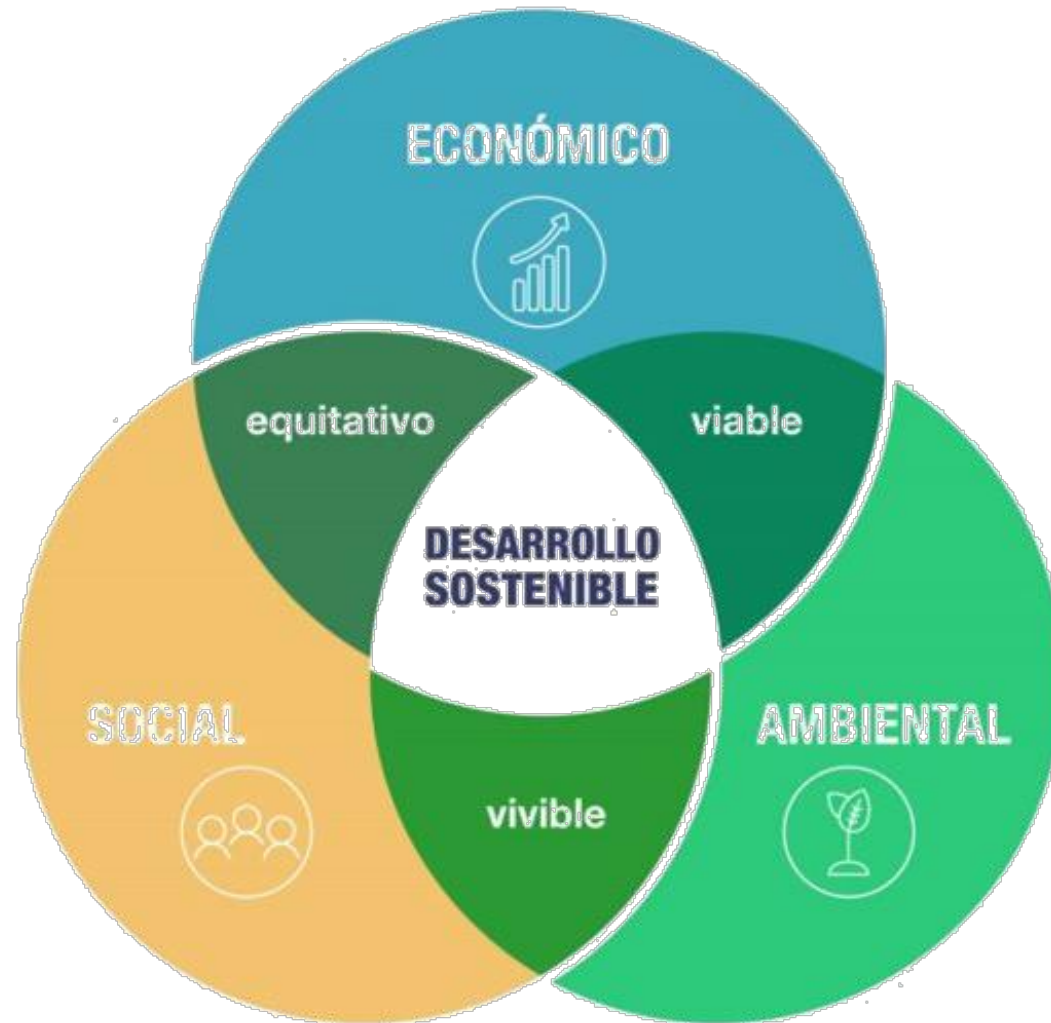 ECONÓMICO
equitativo
viable
DESARROLLO
SOSTENIBLE
SOCIAL
AMBIENTAL
vivible